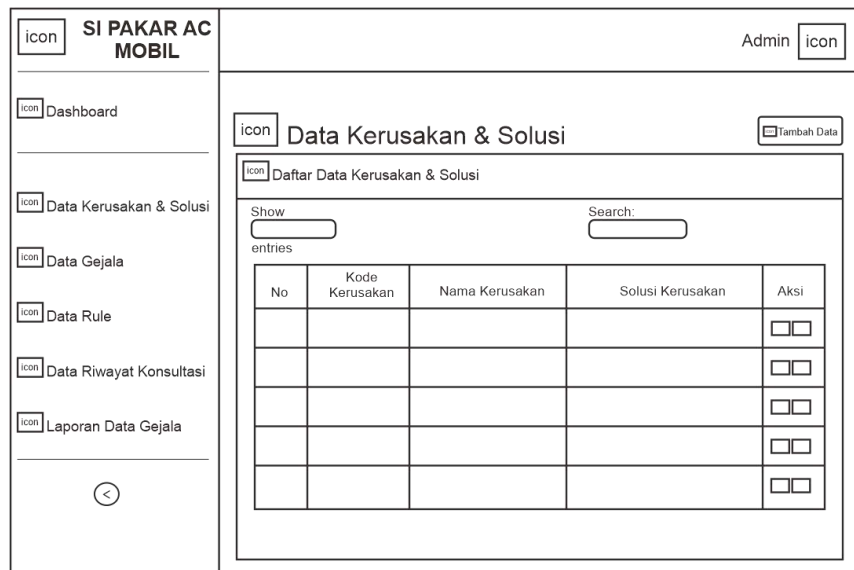 icon
SI PAKAR AC
MOBIL
Admin
icon
icon
Dashboard
icon
Data Kerusakan & Solusi
icon
Data Gejala
icon
Data Rule
icon
Data Riwayat Konsultasi
icon
Laporan Data Gejala
<
icon
Data Kerusakan & Solusi
icon
Tambah Data
icon
Daftar Data Kerusakan & Solusi
Show
entries
Search:
No
Kode
Kerusakan
Nama Kerusakan
Solusi Kerusakan
Aksi